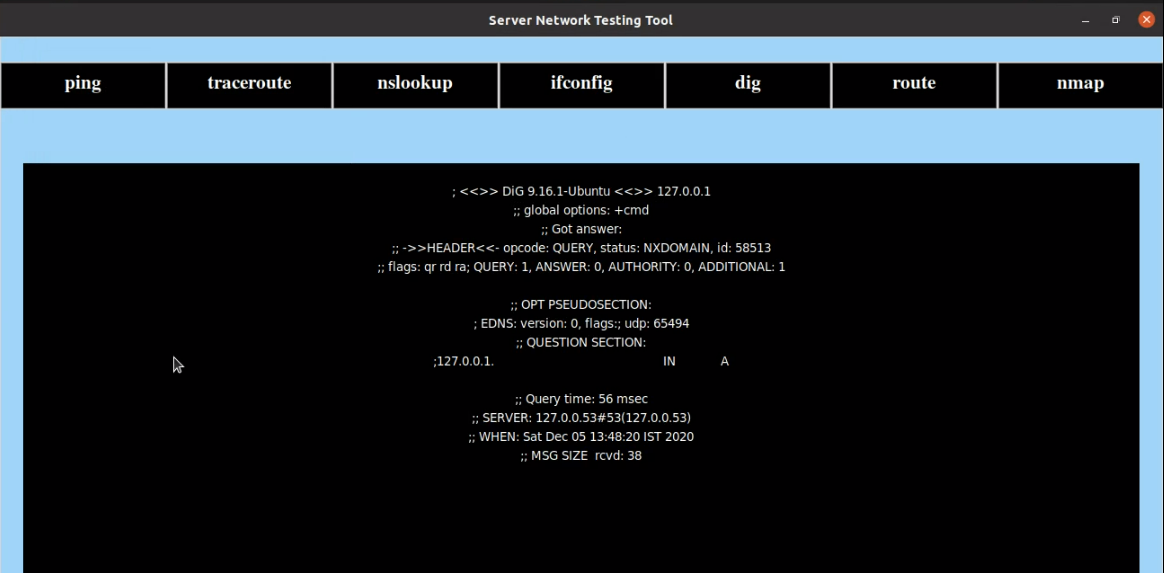 Server Network Testing Tool
ping traceroute nslookup ifconfig dig route nmap
; <<>> DiG 9.16.1-Ubuntu <<>> 127.0.0.1
;; global options: +cmd
;; Got answer:
;; ->>HEADER<<- opcode: QUERY, status: NXDOMAIN, id: 58513
;; flags: qr rd ra; QUERY: 1, ANSWER: 0, AUTHORITY: 0, ADDITIONAL: 1
;; OPT PSEUDOSECTION:
; EDNS: version: 0, flags:; udp: 65494
;; QUESTION SECTION:
;127.0.0.1. IN A
;; Query time: 56 msec
;; SERVER: 127.0.0.53#53(127.0.0.53)
;; WHEN: Sat Dec 05 13:48:20 IST 2020
;; MSG SIZE  rcvd: 38